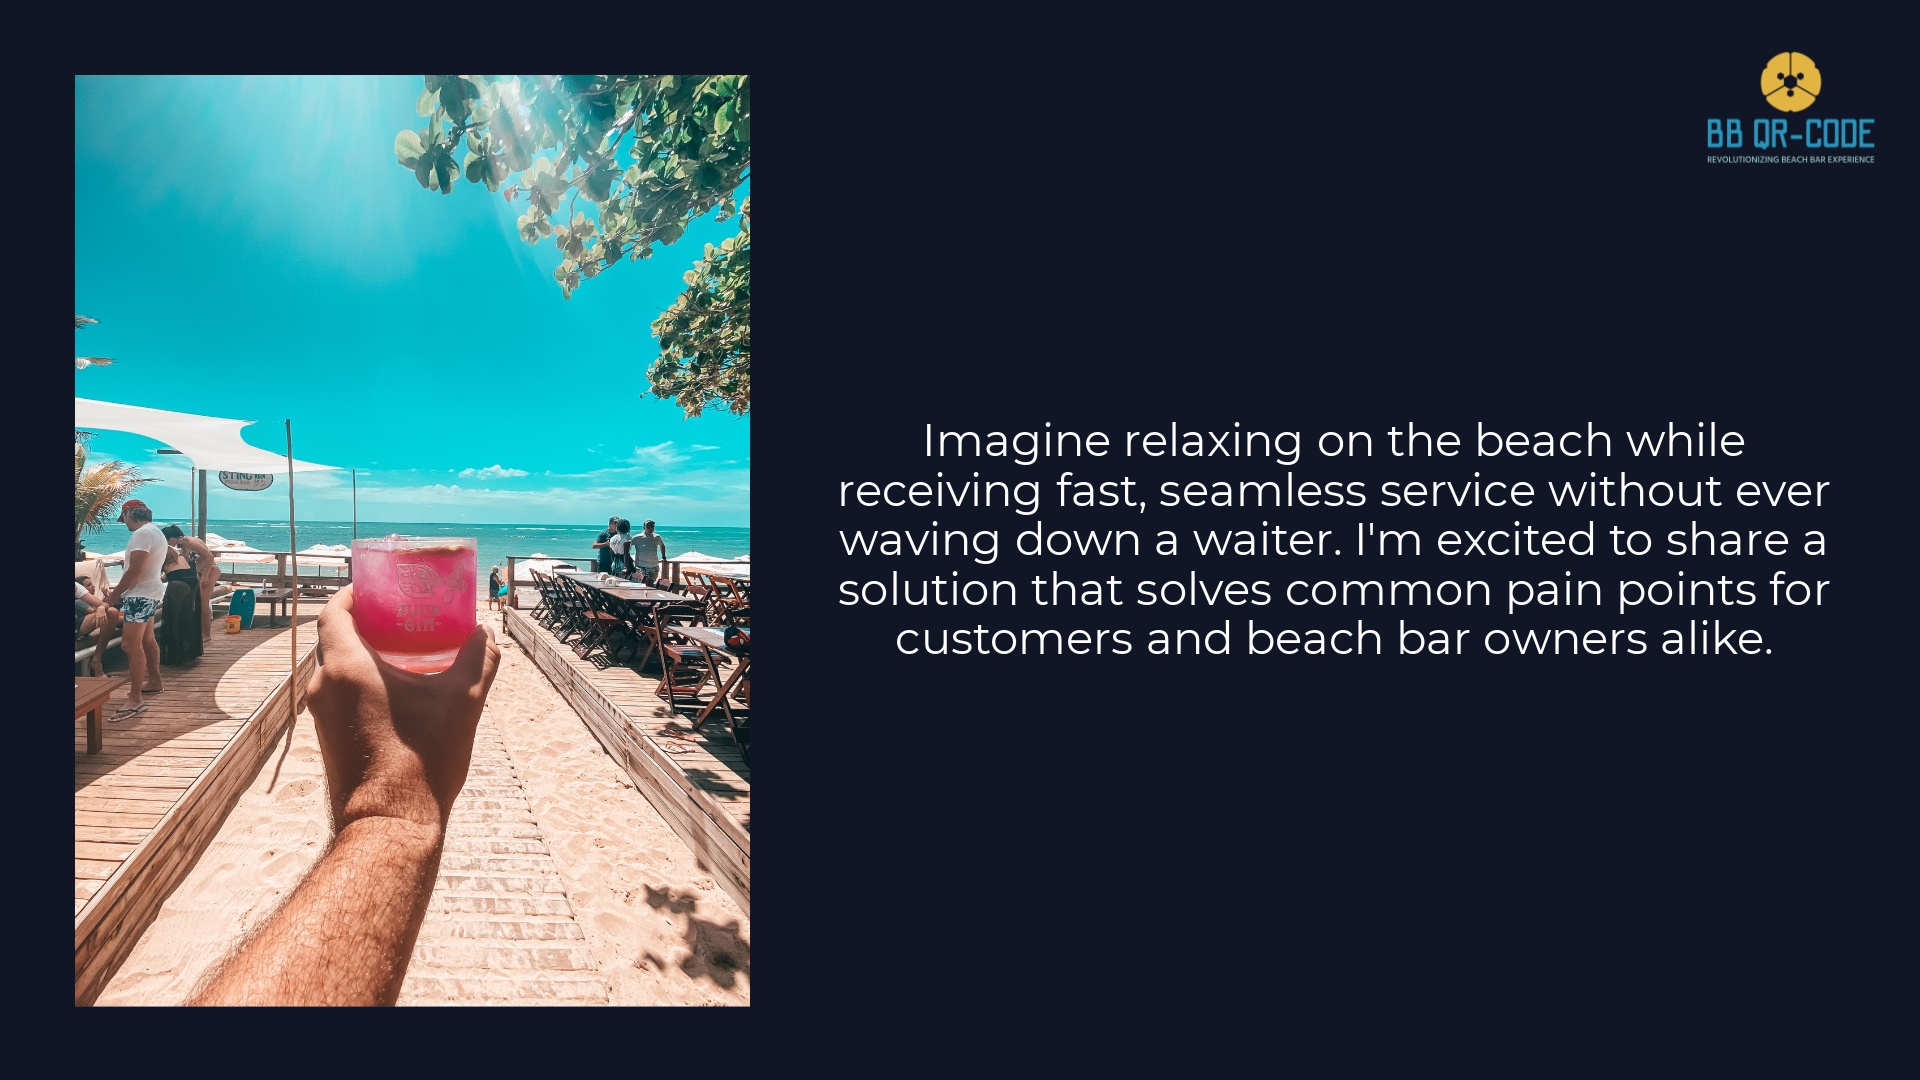 BB QR-CODE
REVOLUTIONIZING BEACH BAR EXPERIENCE
Imagine relaxing on the beach while
receiving fast, seamless service without ever
waving down a waiter. I'm excited to share a
solution that solves common pain points for
customers and beach bar owners alike.
GIN